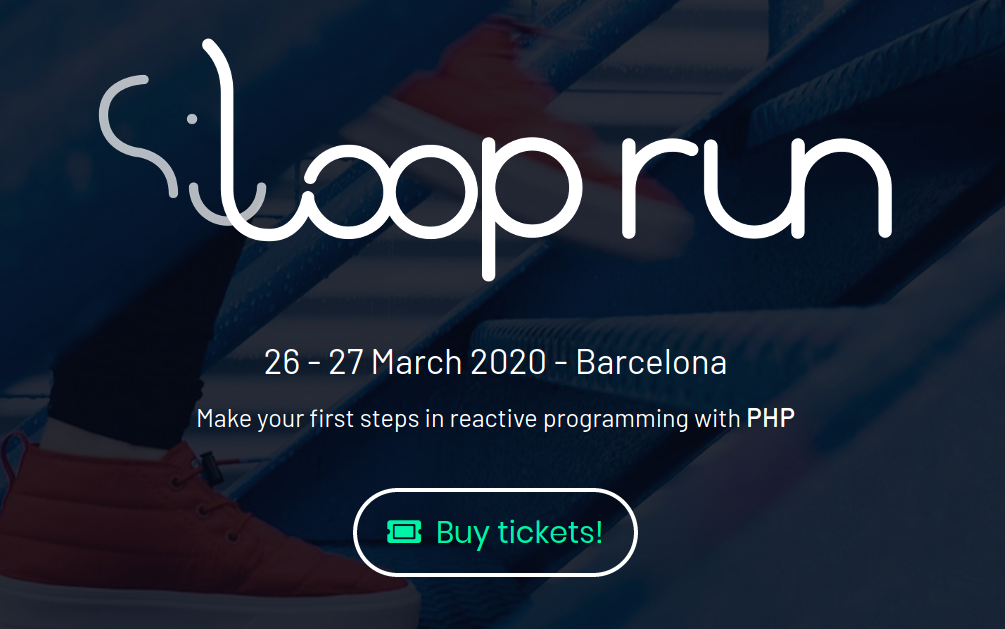 loop run
26 - 27 March 2020 - Barcelona
Make your first steps in reactive programming with PHP
Buy tickets!